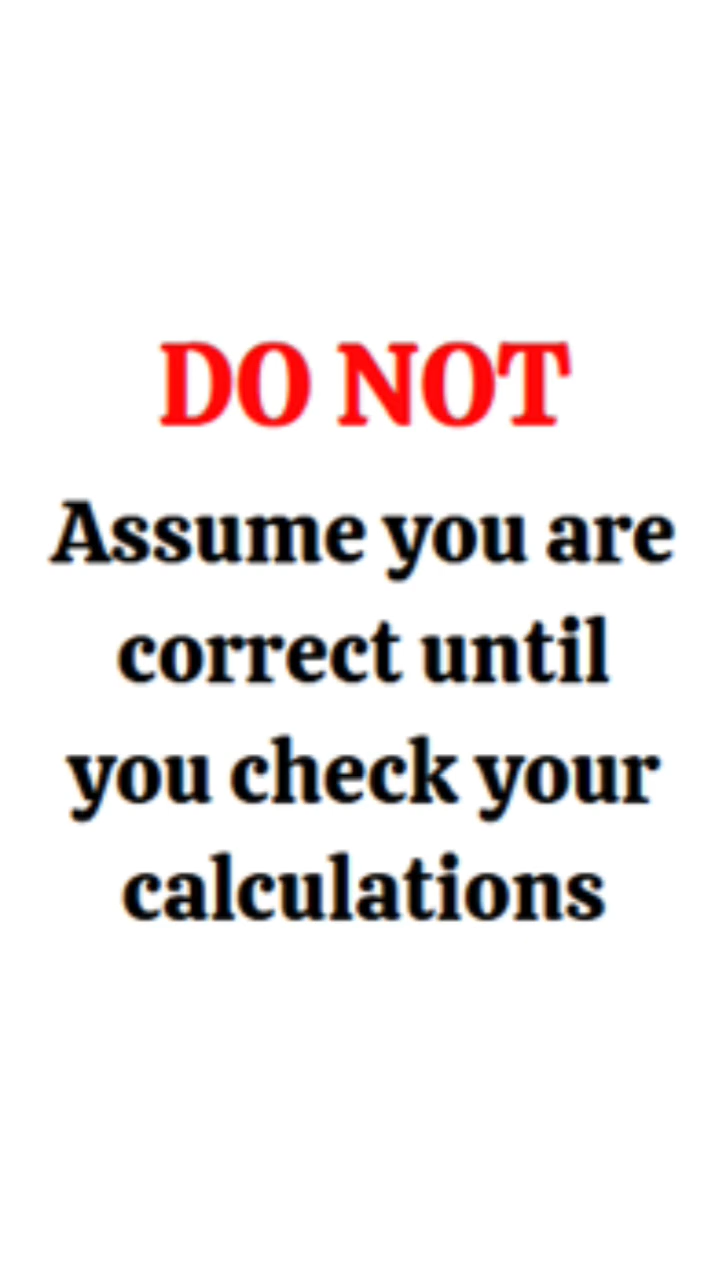 DO NOT
Assume you are
correct until
you check your
calculations